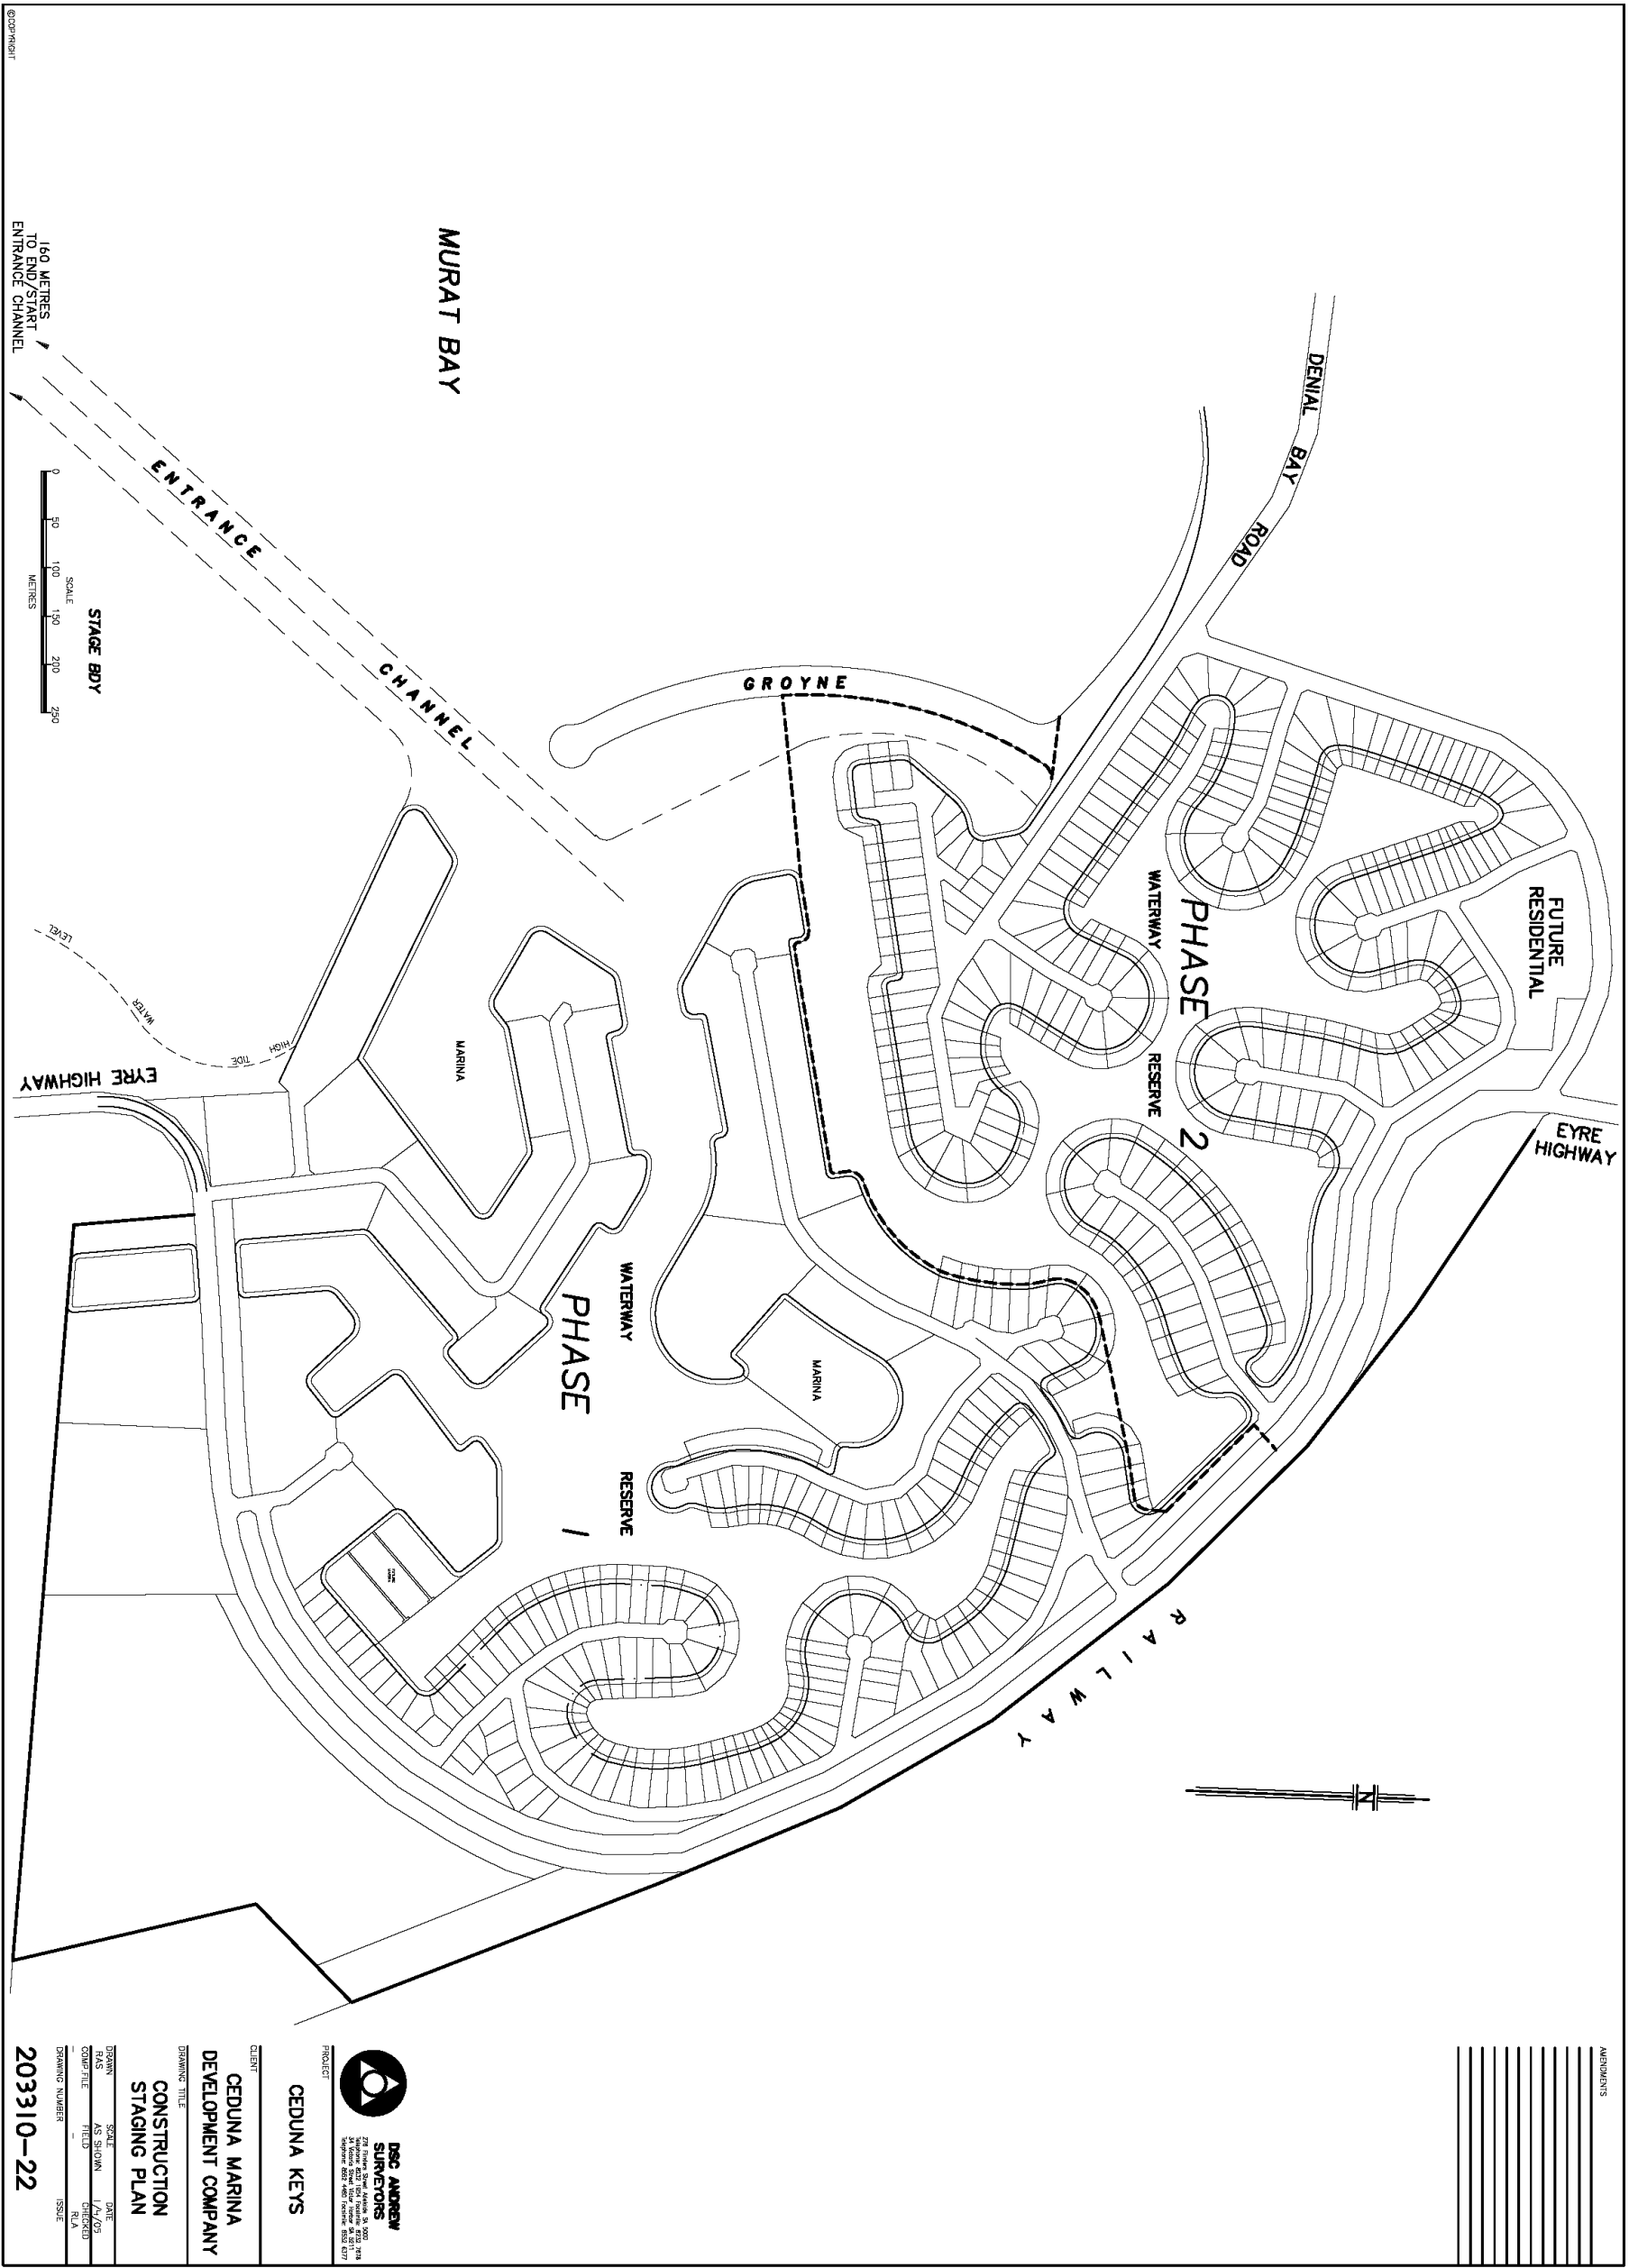 AMENDMENTS
FUTURE
RESIDENTIAL
EYRE
HIGHWAY
DENIAL BAY ROAD
PHASE 2
WATERWAY RESERVE
GROYNE
RAILWAY
N
MURAT BAY
MARINA
WATERWAY RESERVE
PHASE 1
MARINA
ENTRANCE CHANNEL
HIGH TIDE WATER LEVEL
EYRE HIGHWAY
STAGE BDY
SCALE
0 50 100 150 200 250
METRES
160 METRES
TO END/START
ENTRANCE CHANNEL
©COPYRIGHT
DSC ANDREW
SURVEYORS
PROJECT
CEDUNA KEYS
CLIENT
CEDUNA MARINA
DEVELOPMENT COMPANY
DRAWING TITLE
CONSTRUCTION
STAGING PLAN
DRAWN SCALE DATE
RAS AS SHOWN
COMP.FILE FIELD CHECKED
- - RLA
DRAWING NUMBER ISSUE
203310-22